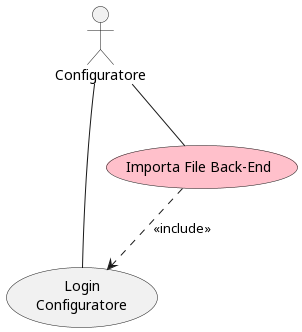 Configuratore
Importa File Back-End
«include»
Login
Configuratore